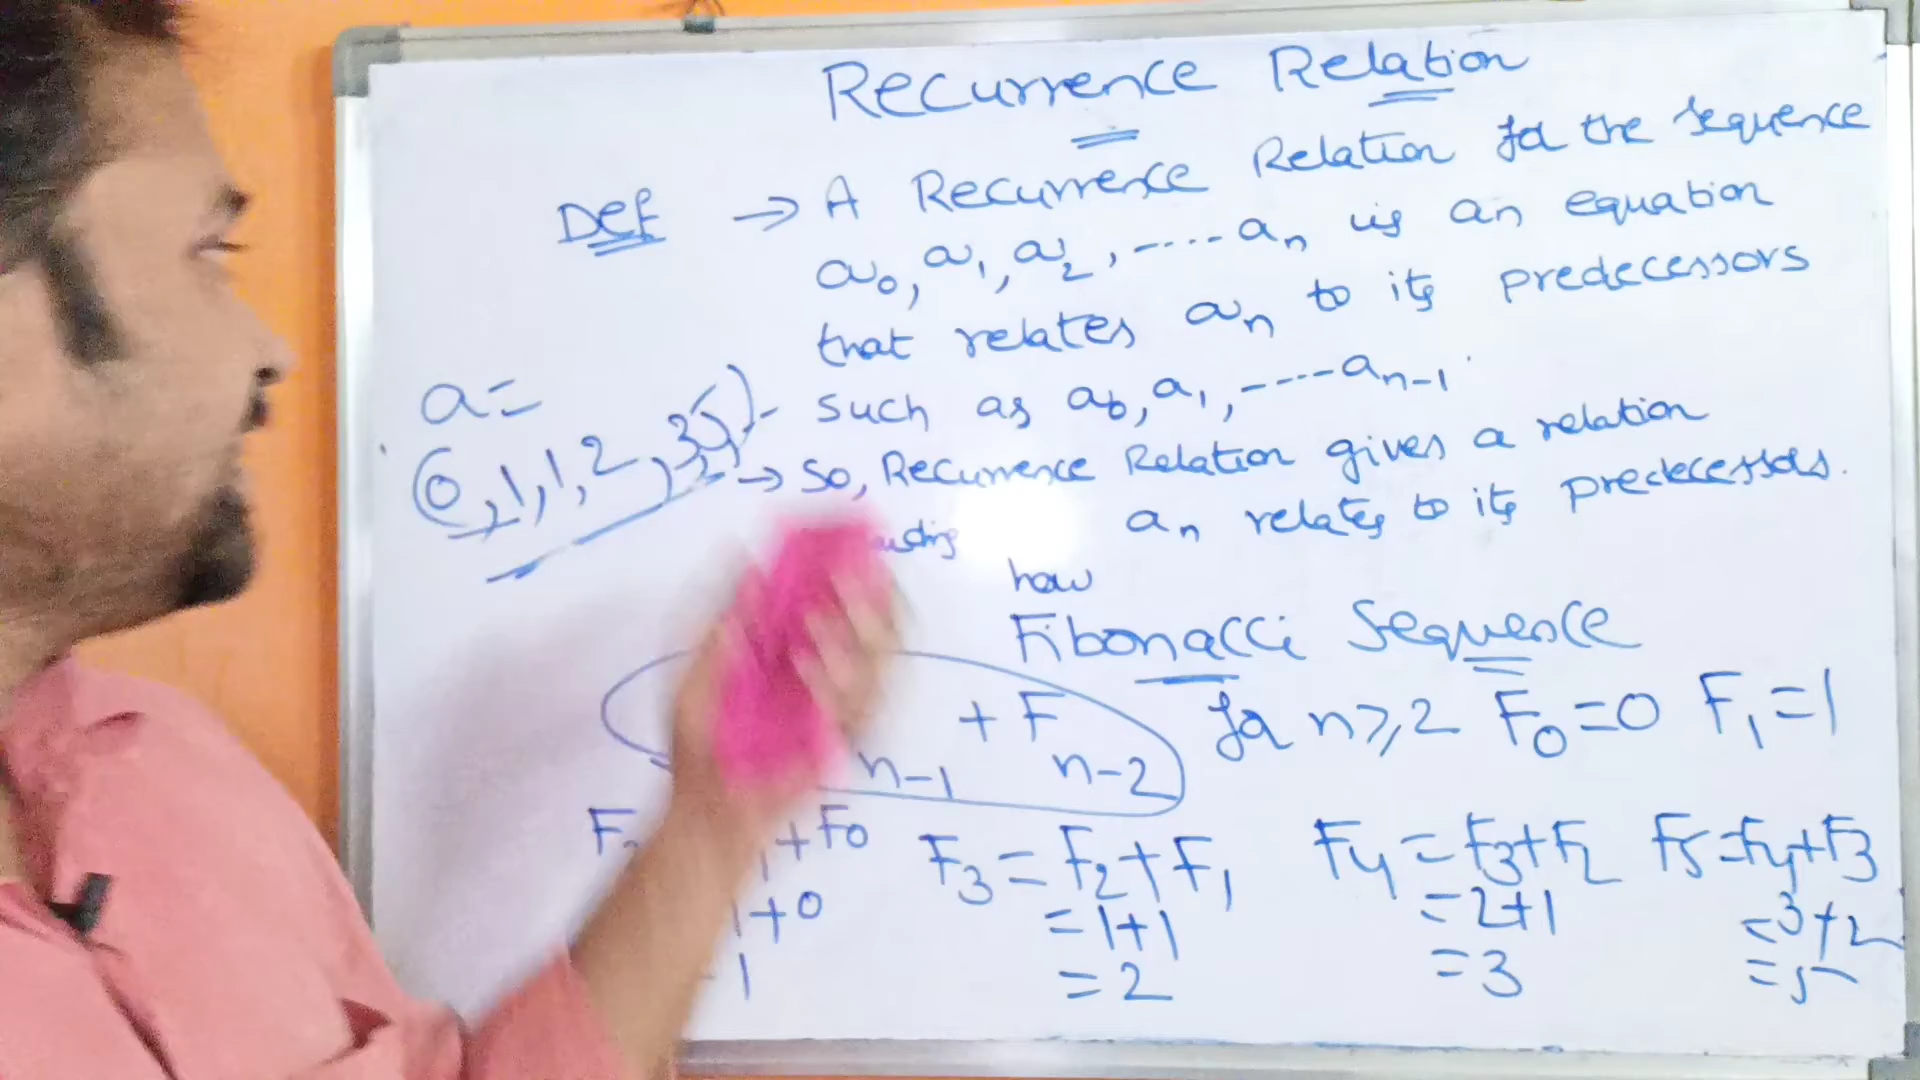 Recurrence Relation
Def → A Recurrence Relation for the sequence
a0, a1, a2, ..... an is an equation
that relates an to its predecessors
such as a0, a1, ---- an-1.
a=
(0,1,1,2,3,5,
→ So, Recurrence Relation gives a relation
how an relates to its predecessors.
Fibonacci Sequence
n-1 + F n-2 for n≥2 F0=0 F1=1
+F0 F3=F2+F1 F4=F3+F2 F5=F4+F3
1+0 =1+1 =2+1 =3+2
1 =2 =3 =5